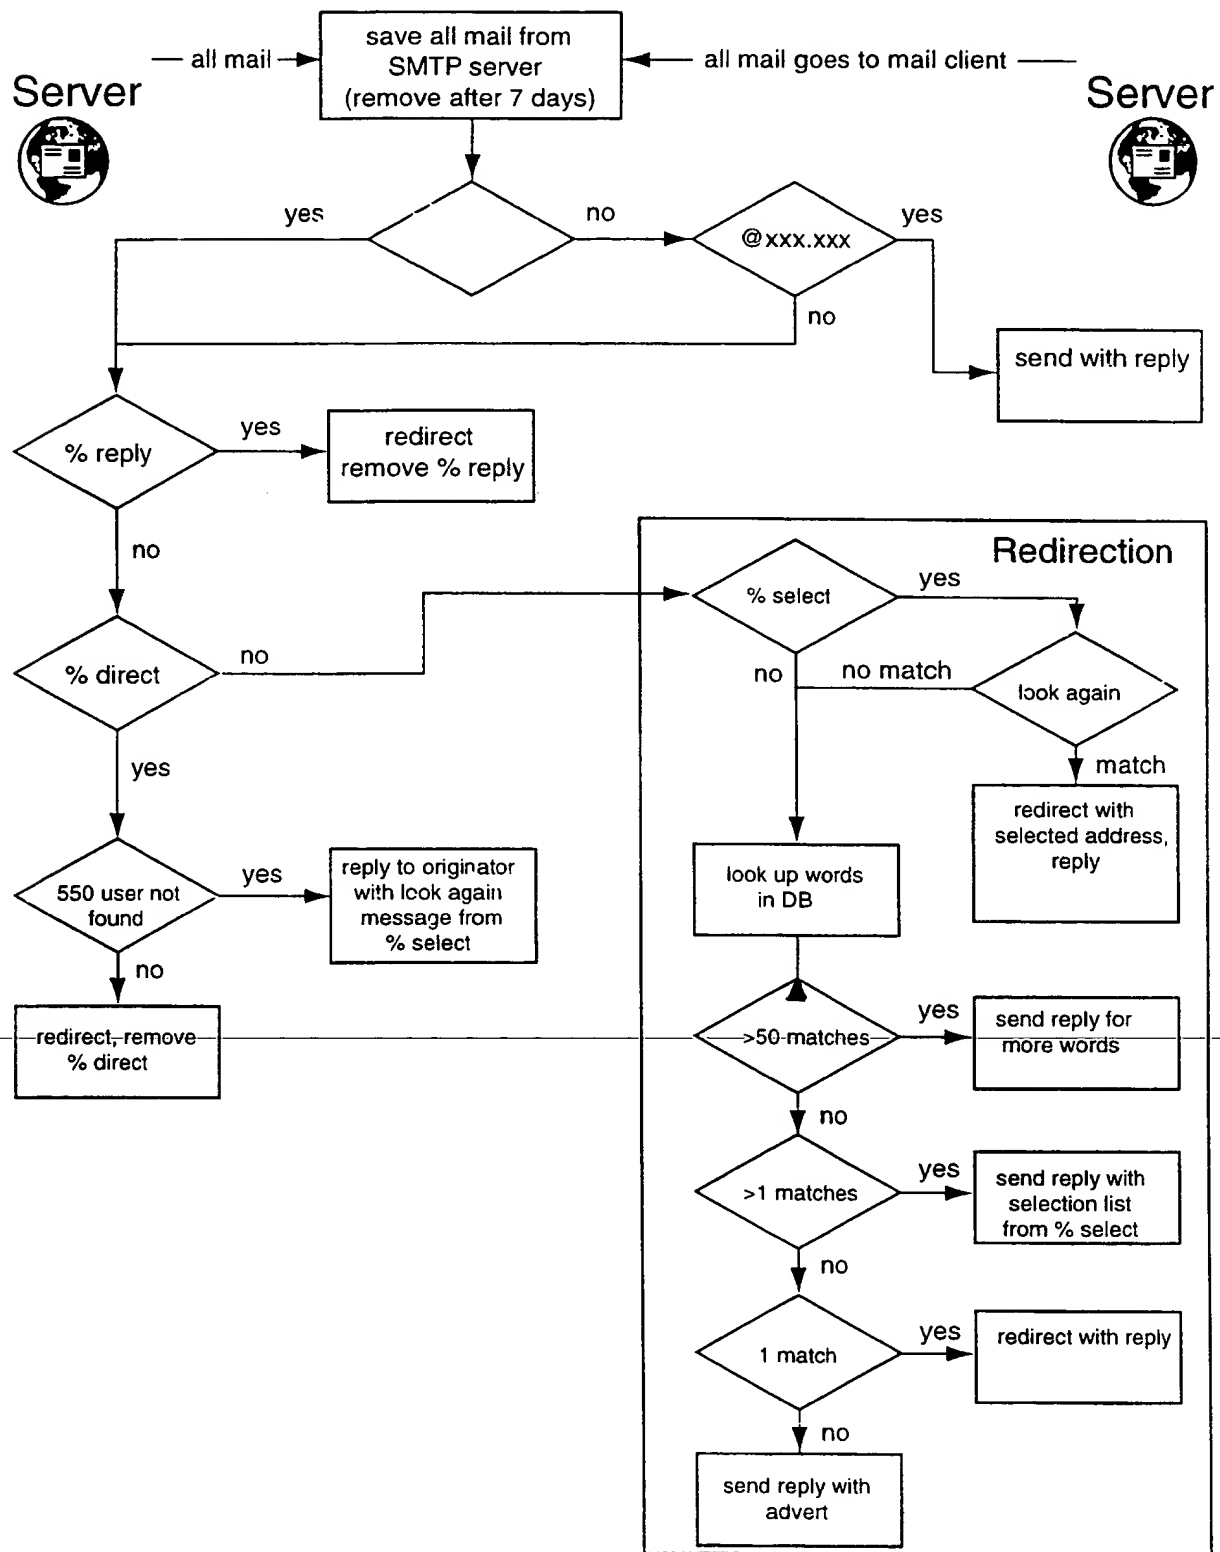 all mail
save all mail from
SMTP server
(remove after 7 days)
all mail goes to mail client
Server
Server
yes
no
@xxx.xxx
yes
no
send with reply
% reply
yes
redirect
remove % reply
no
Redirection
% select
yes
% direct
no
no
no match
look again
yes
match
redirect with
selected address,
reply
550 user not
found
yes
reply to originator
with look again
message from
% select
look up words
in DB
no
redirect, remove
% direct
>50 matches
yes
send reply for
more words
no
>1 matches
yes
send reply with
selection list
from % select
no
1 match
yes
redirect with reply
no
send reply with
advert